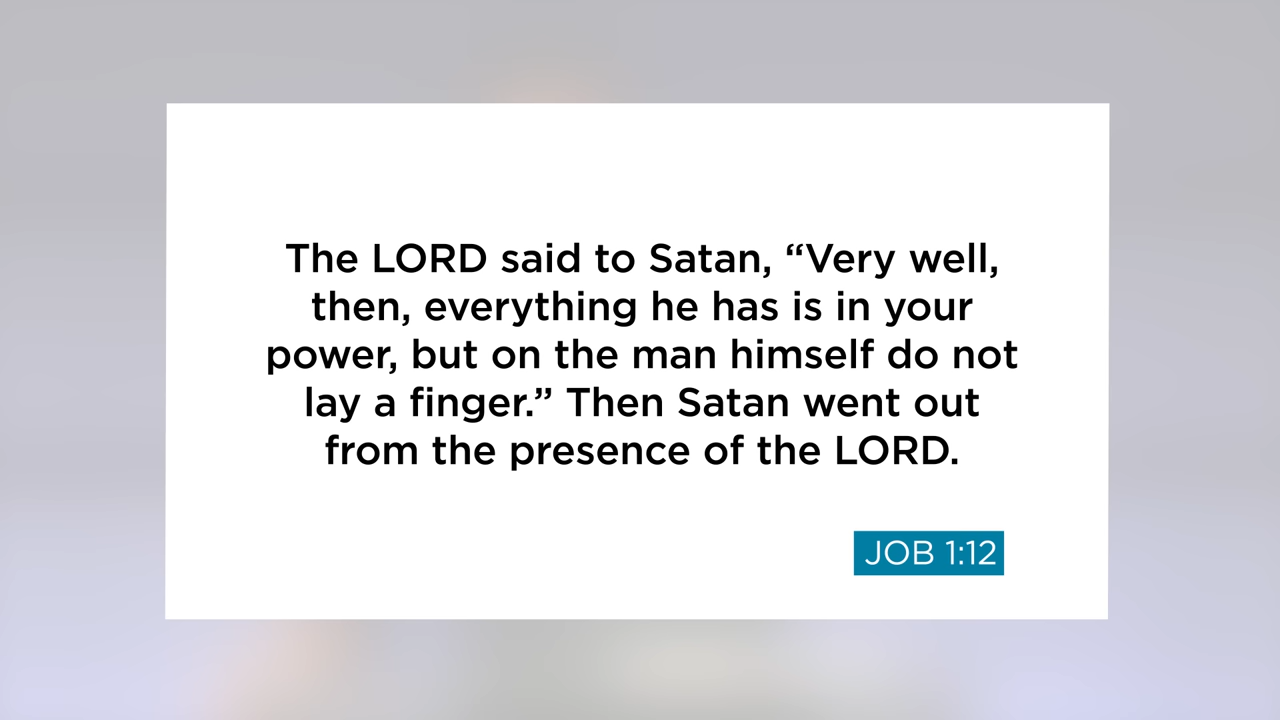 The LORD said to Satan, “Very well,
then, everything he has is in your
power, but on the man himself do not
lay a finger.” Then Satan went out
from the presence of the LORD.
JOB 1:12